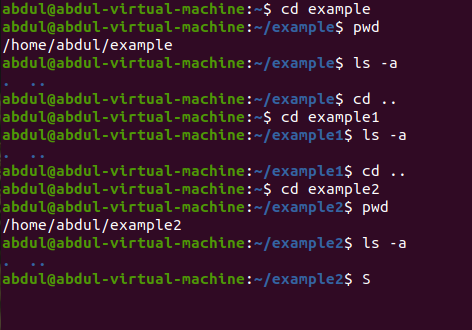 abdul@abdul-virtual-machine:~$ cd example
abdul@abdul-virtual-machine:~/example$ pwd
/home/abdul/example
abdul@abdul-virtual-machine:~/example$ ls -a
.  ..
abdul@abdul-virtual-machine:~/example$ cd ..
abdul@abdul-virtual-machine:~$ cd example1
abdul@abdul-virtual-machine:~/example1$ ls -a
.  ..
abdul@abdul-virtual-machine:~/example1$ cd ..
abdul@abdul-virtual-machine:~$ cd example2
abdul@abdul-virtual-machine:~/example2$ pwd
/home/abdul/example2
abdul@abdul-virtual-machine:~/example2$ ls -a
.  ..
abdul@abdul-virtual-machine:~/example2$ S